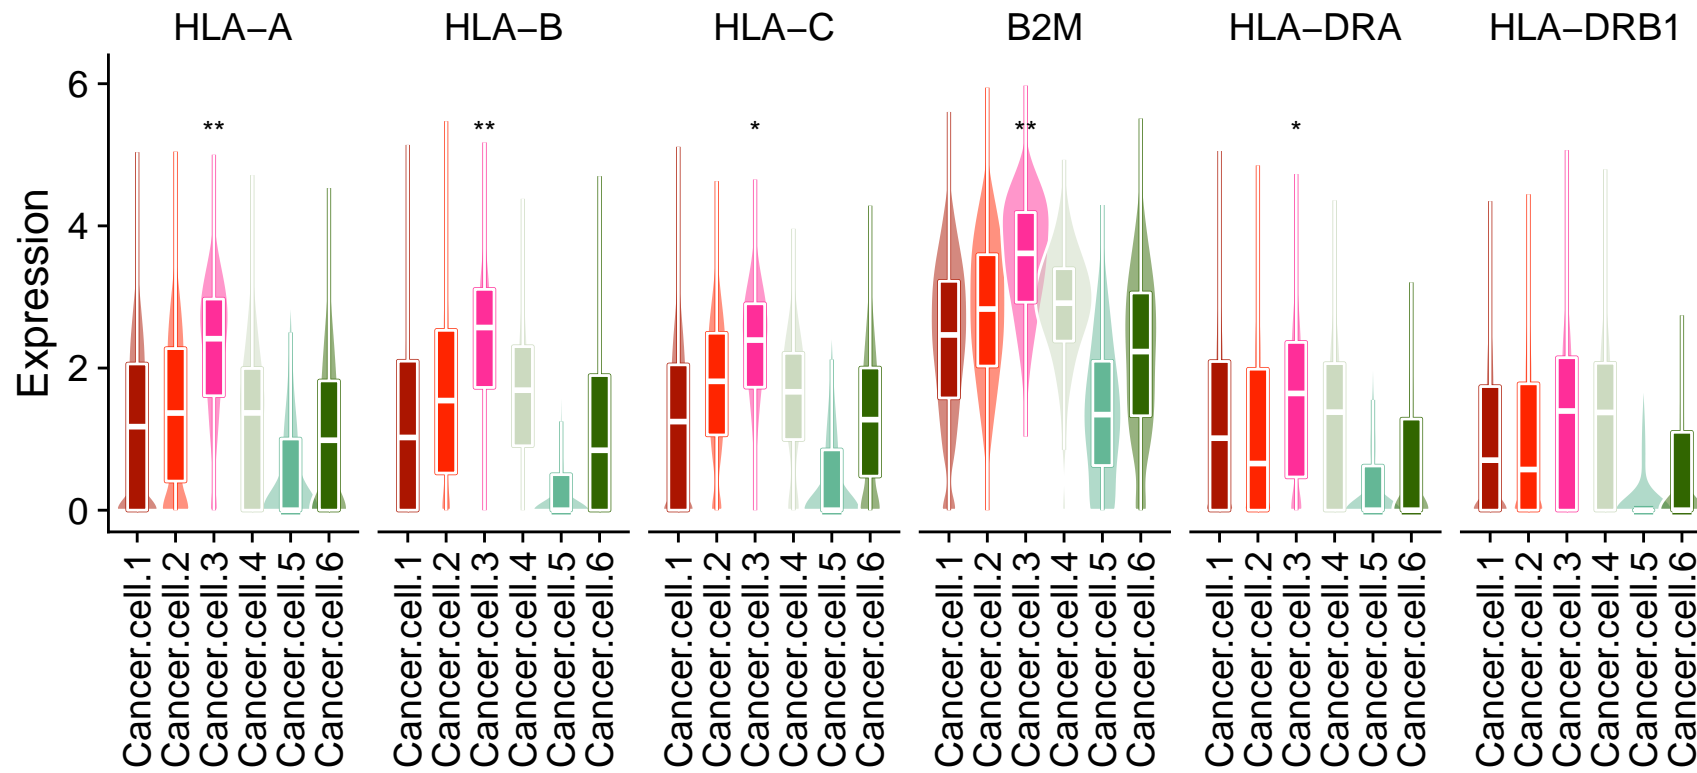 HLA−A HLA−B HLA−C B2M HLA−DRA HLA−DRB1
Expression
6
4
2
0
** ** * ** *
Cancer.cell.1 Cancer.cell.2 Cancer.cell.3 Cancer.cell.4 Cancer.cell.5 Cancer.cell.6
Cancer.cell.1 Cancer.cell.2 Cancer.cell.3 Cancer.cell.4 Cancer.cell.5 Cancer.cell.6
Cancer.cell.1 Cancer.cell.2 Cancer.cell.3 Cancer.cell.4 Cancer.cell.5 Cancer.cell.6
Cancer.cell.1 Cancer.cell.2 Cancer.cell.3 Cancer.cell.4 Cancer.cell.5 Cancer.cell.6
Cancer.cell.1 Cancer.cell.2 Cancer.cell.3 Cancer.cell.4 Cancer.cell.5 Cancer.cell.6
Cancer.cell.1 Cancer.cell.2 Cancer.cell.3 Cancer.cell.4 Cancer.cell.5 Cancer.cell.6